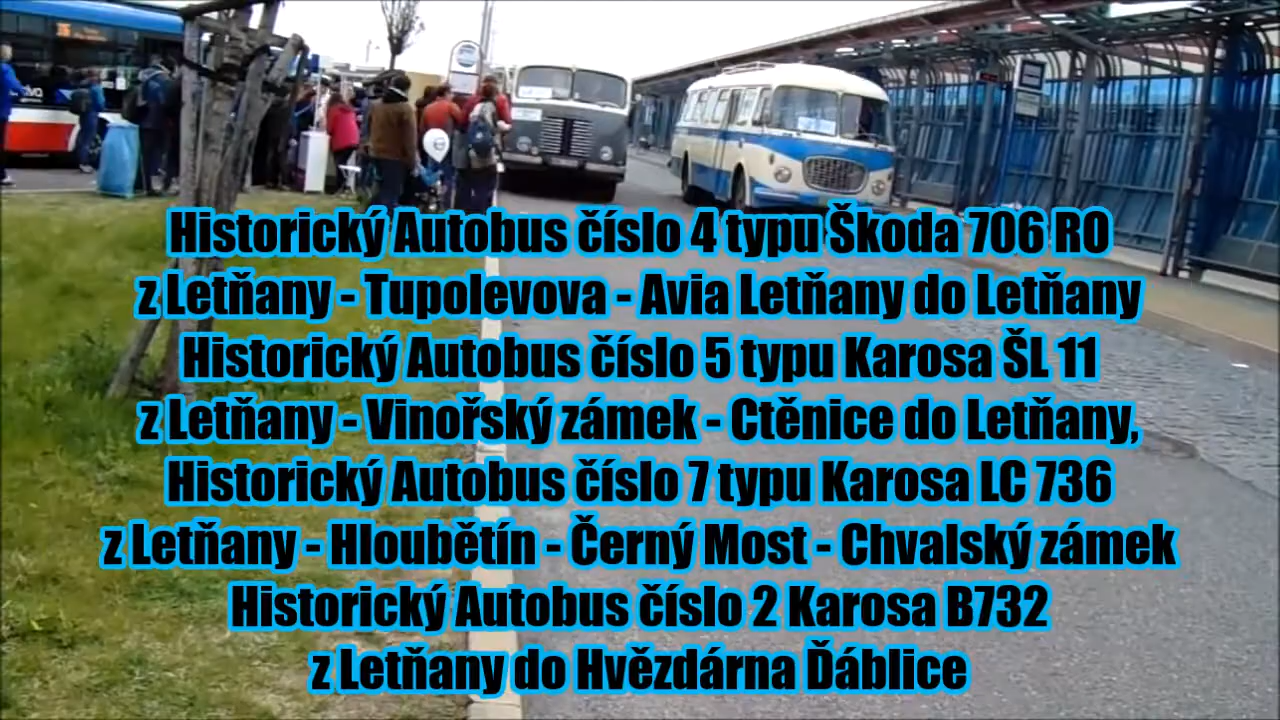 Historický Autobus číslo 4 typu Škoda 706 RO
z Letňany - Tupolevova - Avia Letňany do Letňany
Historický Autobus číslo 5 typu Karosa ŠL 11
z Letňany - Vinořský zámek - Ctěnice do Letňany,
Historický Autobus číslo 7 typu Karosa LC 736
z Letňany - Hloubětín - Černý Most - Chvalský zámek
Historický Autobus číslo 2 Karosa B732
z Letňany do Hvězdárna Ďáblice